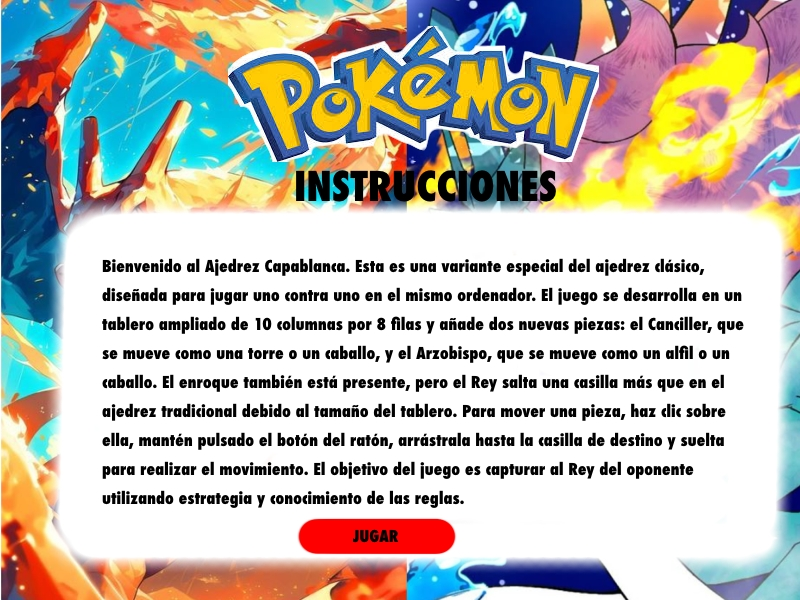 POKÉMON
INSTRUCCIONES
Bienvenido al Ajedrez Capablanca. Esta es una variante especial del ajedrez clásico,
diseñada para jugar uno contra uno en el mismo ordenador. El juego se desarrolla en un
tablero ampliado de 10 columnas por 8 filas y añade dos nuevas piezas: el Canciller, que
se mueve como una torre o un caballo, y el Arzobispo, que se mueve como un alfil o un
caballo. El enroque también está presente, pero el Rey salta una casilla más que en el
ajedrez tradicional debido al tamaño del tablero. Para mover una pieza, haz clic sobre
ella, mantén pulsado el botón del ratón, arrástrala hasta la casilla de destino y suelta
para realizar el movimiento. El objetivo del juego es capturar al Rey del oponente
utilizando estrategia y conocimiento de las reglas.
JUGAR